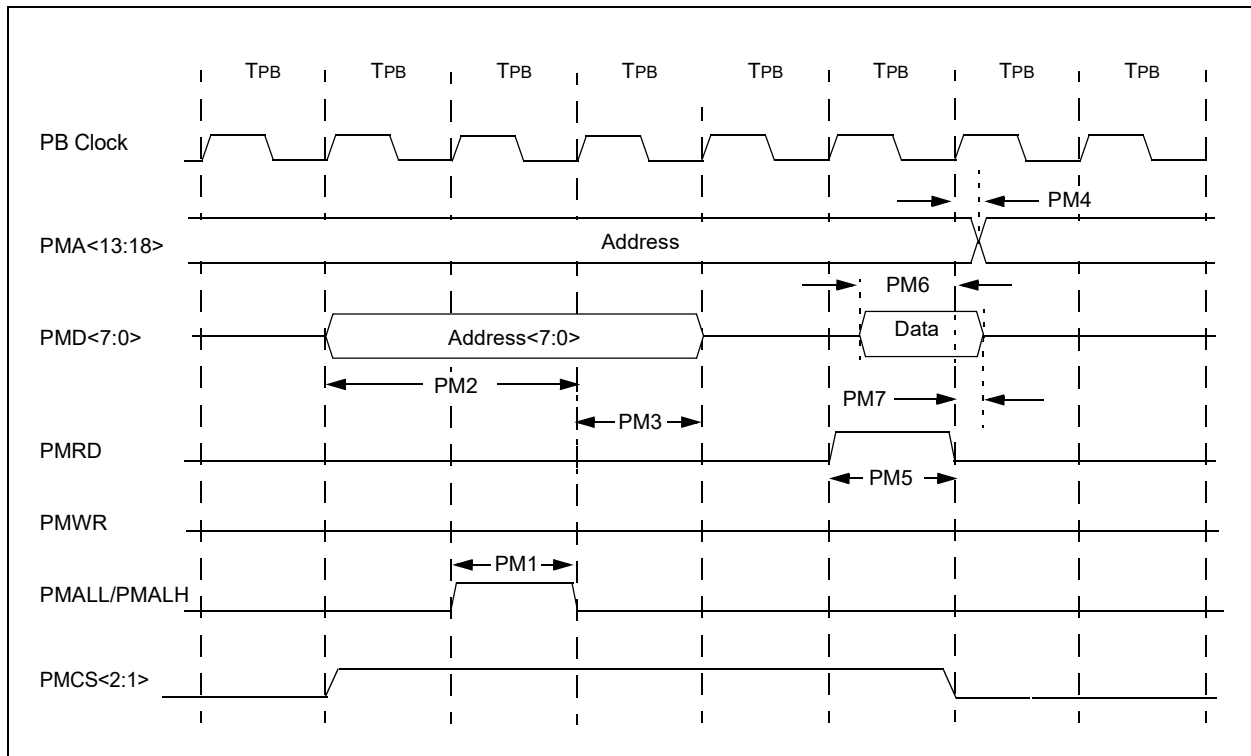 TPB TPB TPB TPB TPB TPB TPB TPB
PB Clock
PM4
PMA<13:18>
Address
PM6
PMD<7:0>
Address<7:0>
Data
PM2
PM7
PM3
PMRD
PM5
PMWR
PM1
PMALL/PMALH
PMCS<2:1>